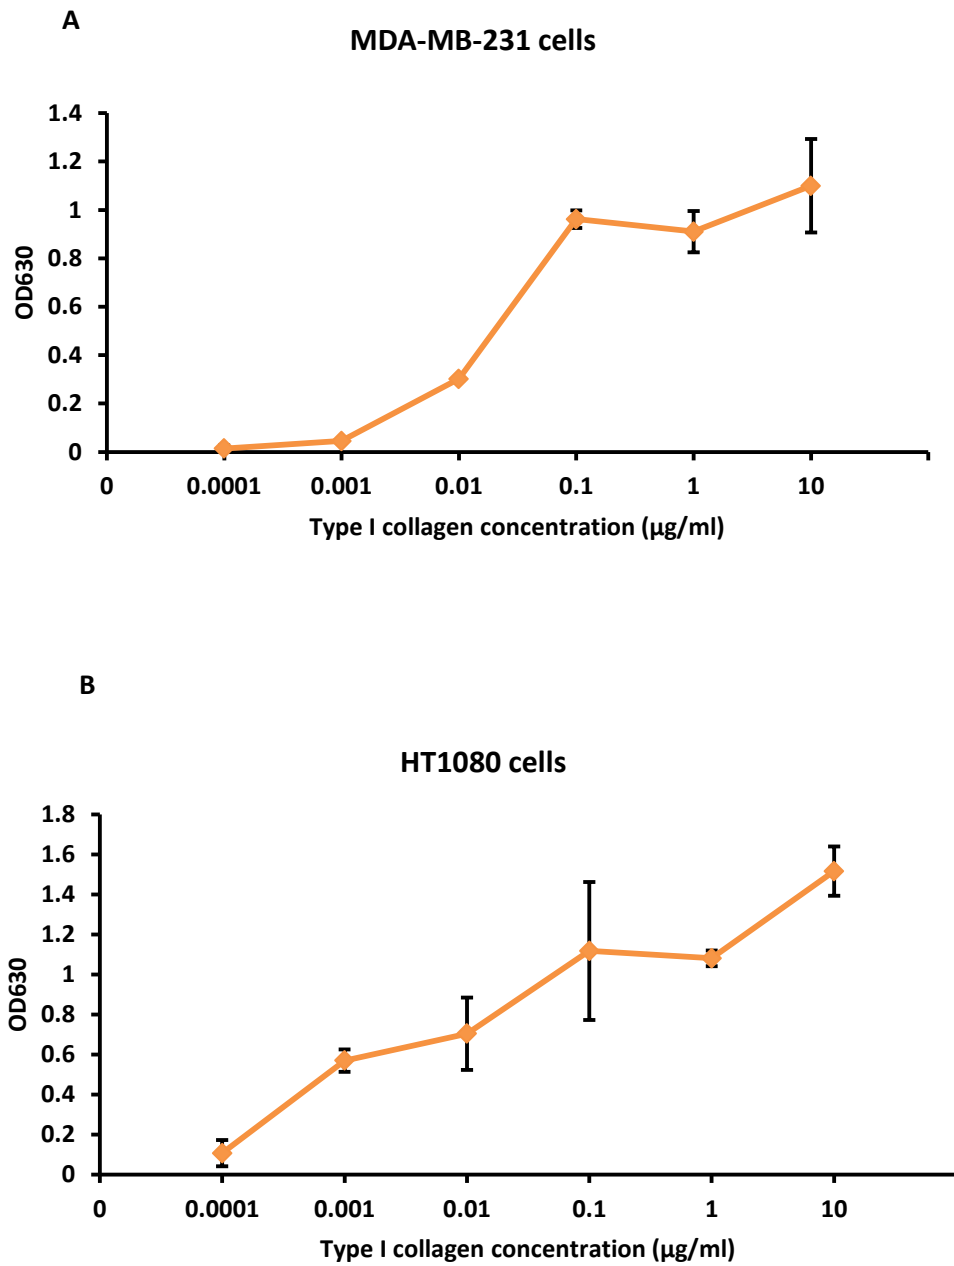 A
MDA-MB-231 cells
1.4
1.2
1
0.8
0.6
0.4
0.2
0
OD630
0 0.0001 0.001 0.01 0.1 1 10
Type I collagen concentration (µg/ml)
B
HT1080 cells
1.8
1.6
1.4
1.2
1
0.8
0.6
0.4
0.2
0
OD630
0 0.0001 0.001 0.01 0.1 1 10
Type I collagen concentration (µg/ml)